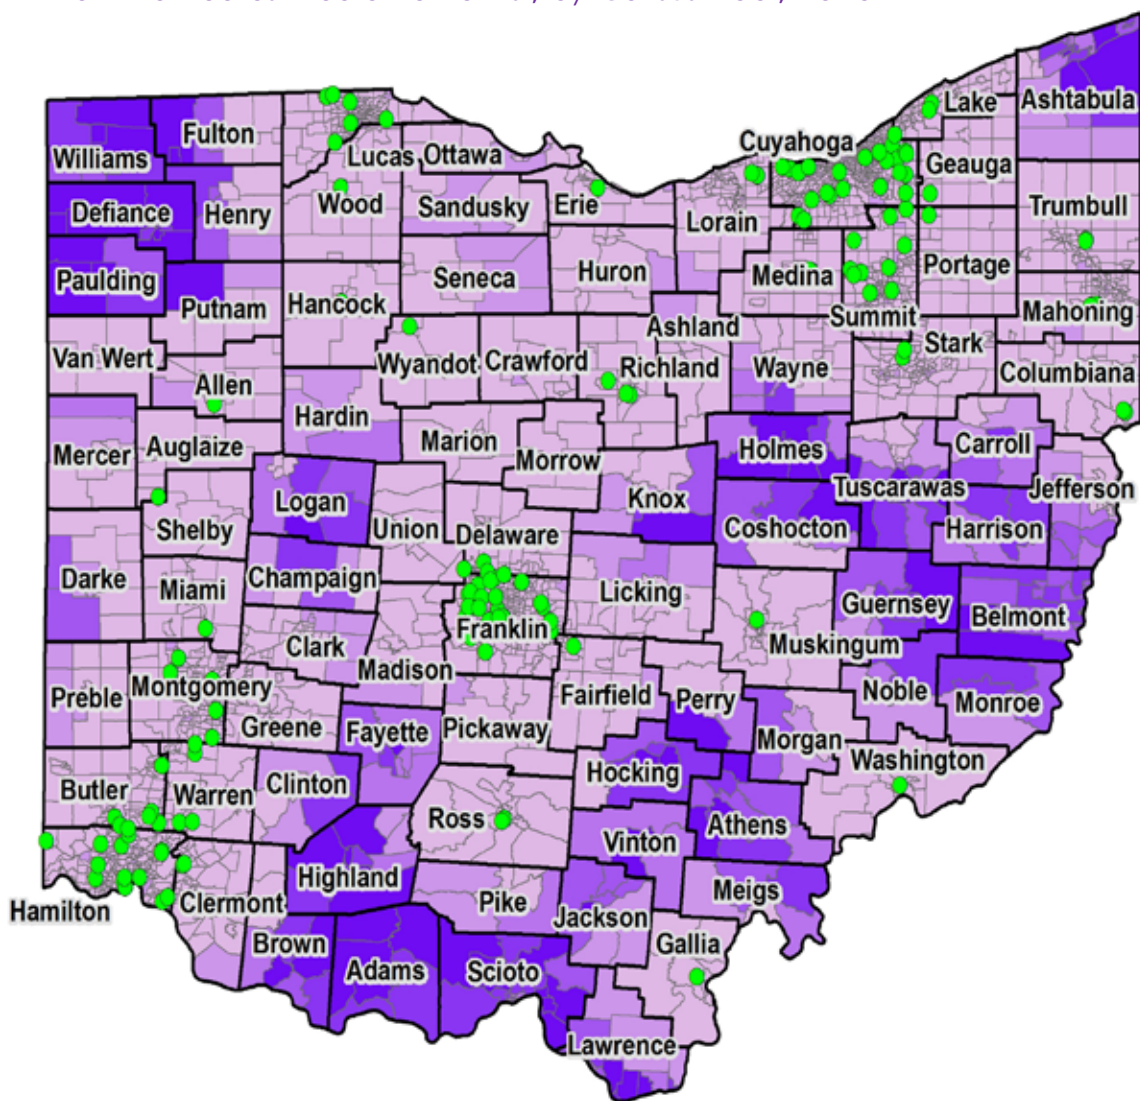 Lake
Ashtabula
Fulton
Cuyahoga
Williams
Lucas
Ottawa
Geauga
Defiance
Henry
Wood
Sandusky
Erie
Lorain
Trumbull
Paulding
Putnam
Hancock
Seneca
Huron
Medina
Portage
Summit
Mahoning
Van Wert
Allen
Wyandot
Crawford
Richland
Ashland
Wayne
Stark
Columbiana
Mercer
Auglaize
Hardin
Marion
Morrow
Holmes
Carroll
Logan
Knox
Tuscarawas
Jefferson
Shelby
Union
Delaware
Coshocton
Harrison
Darke
Miami
Champaign
Licking
Guernsey
Belmont
Clark
Franklin
Muskingum
Madison
Preble
Montgomery
Greene
Fayette
Pickaway
Fairfield
Perry
Noble
Monroe
Morgan
Washington
Butler
Warren
Clinton
Hocking
Ross
Vinton
Athens
Hamilton
Clermont
Highland
Pike
Jackson
Meigs
Brown
Adams
Scioto
Gallia
Lawrence